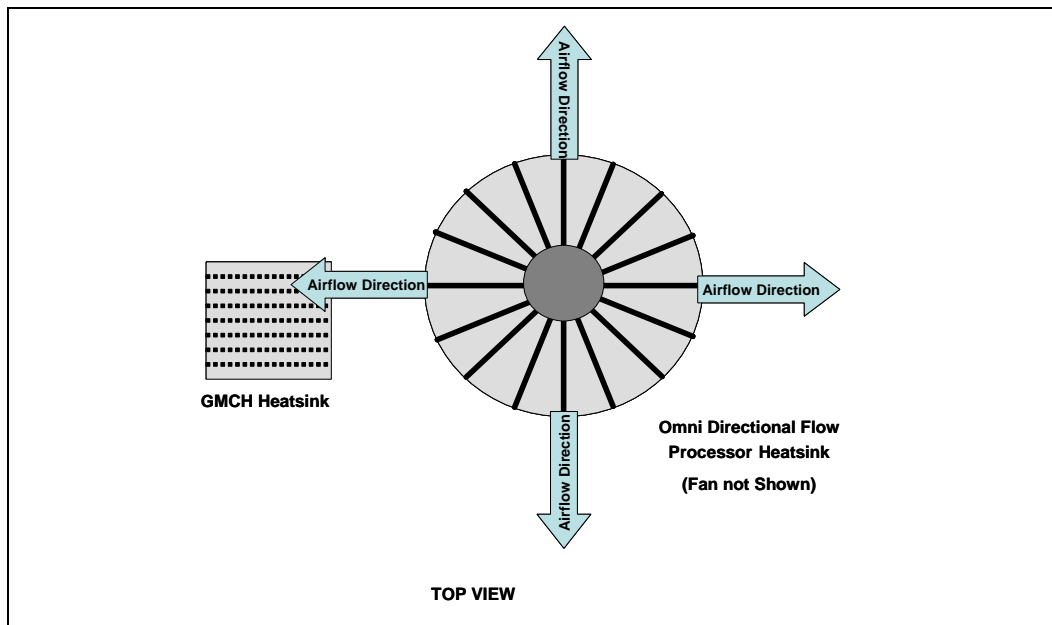 Airflow Direction
Airflow Direction
Airflow Direction
GMCH Heatsink
Airflow Direction
Omni Directional Flow
Processor Heatsink
(Fan not Shown)
TOP VIEW